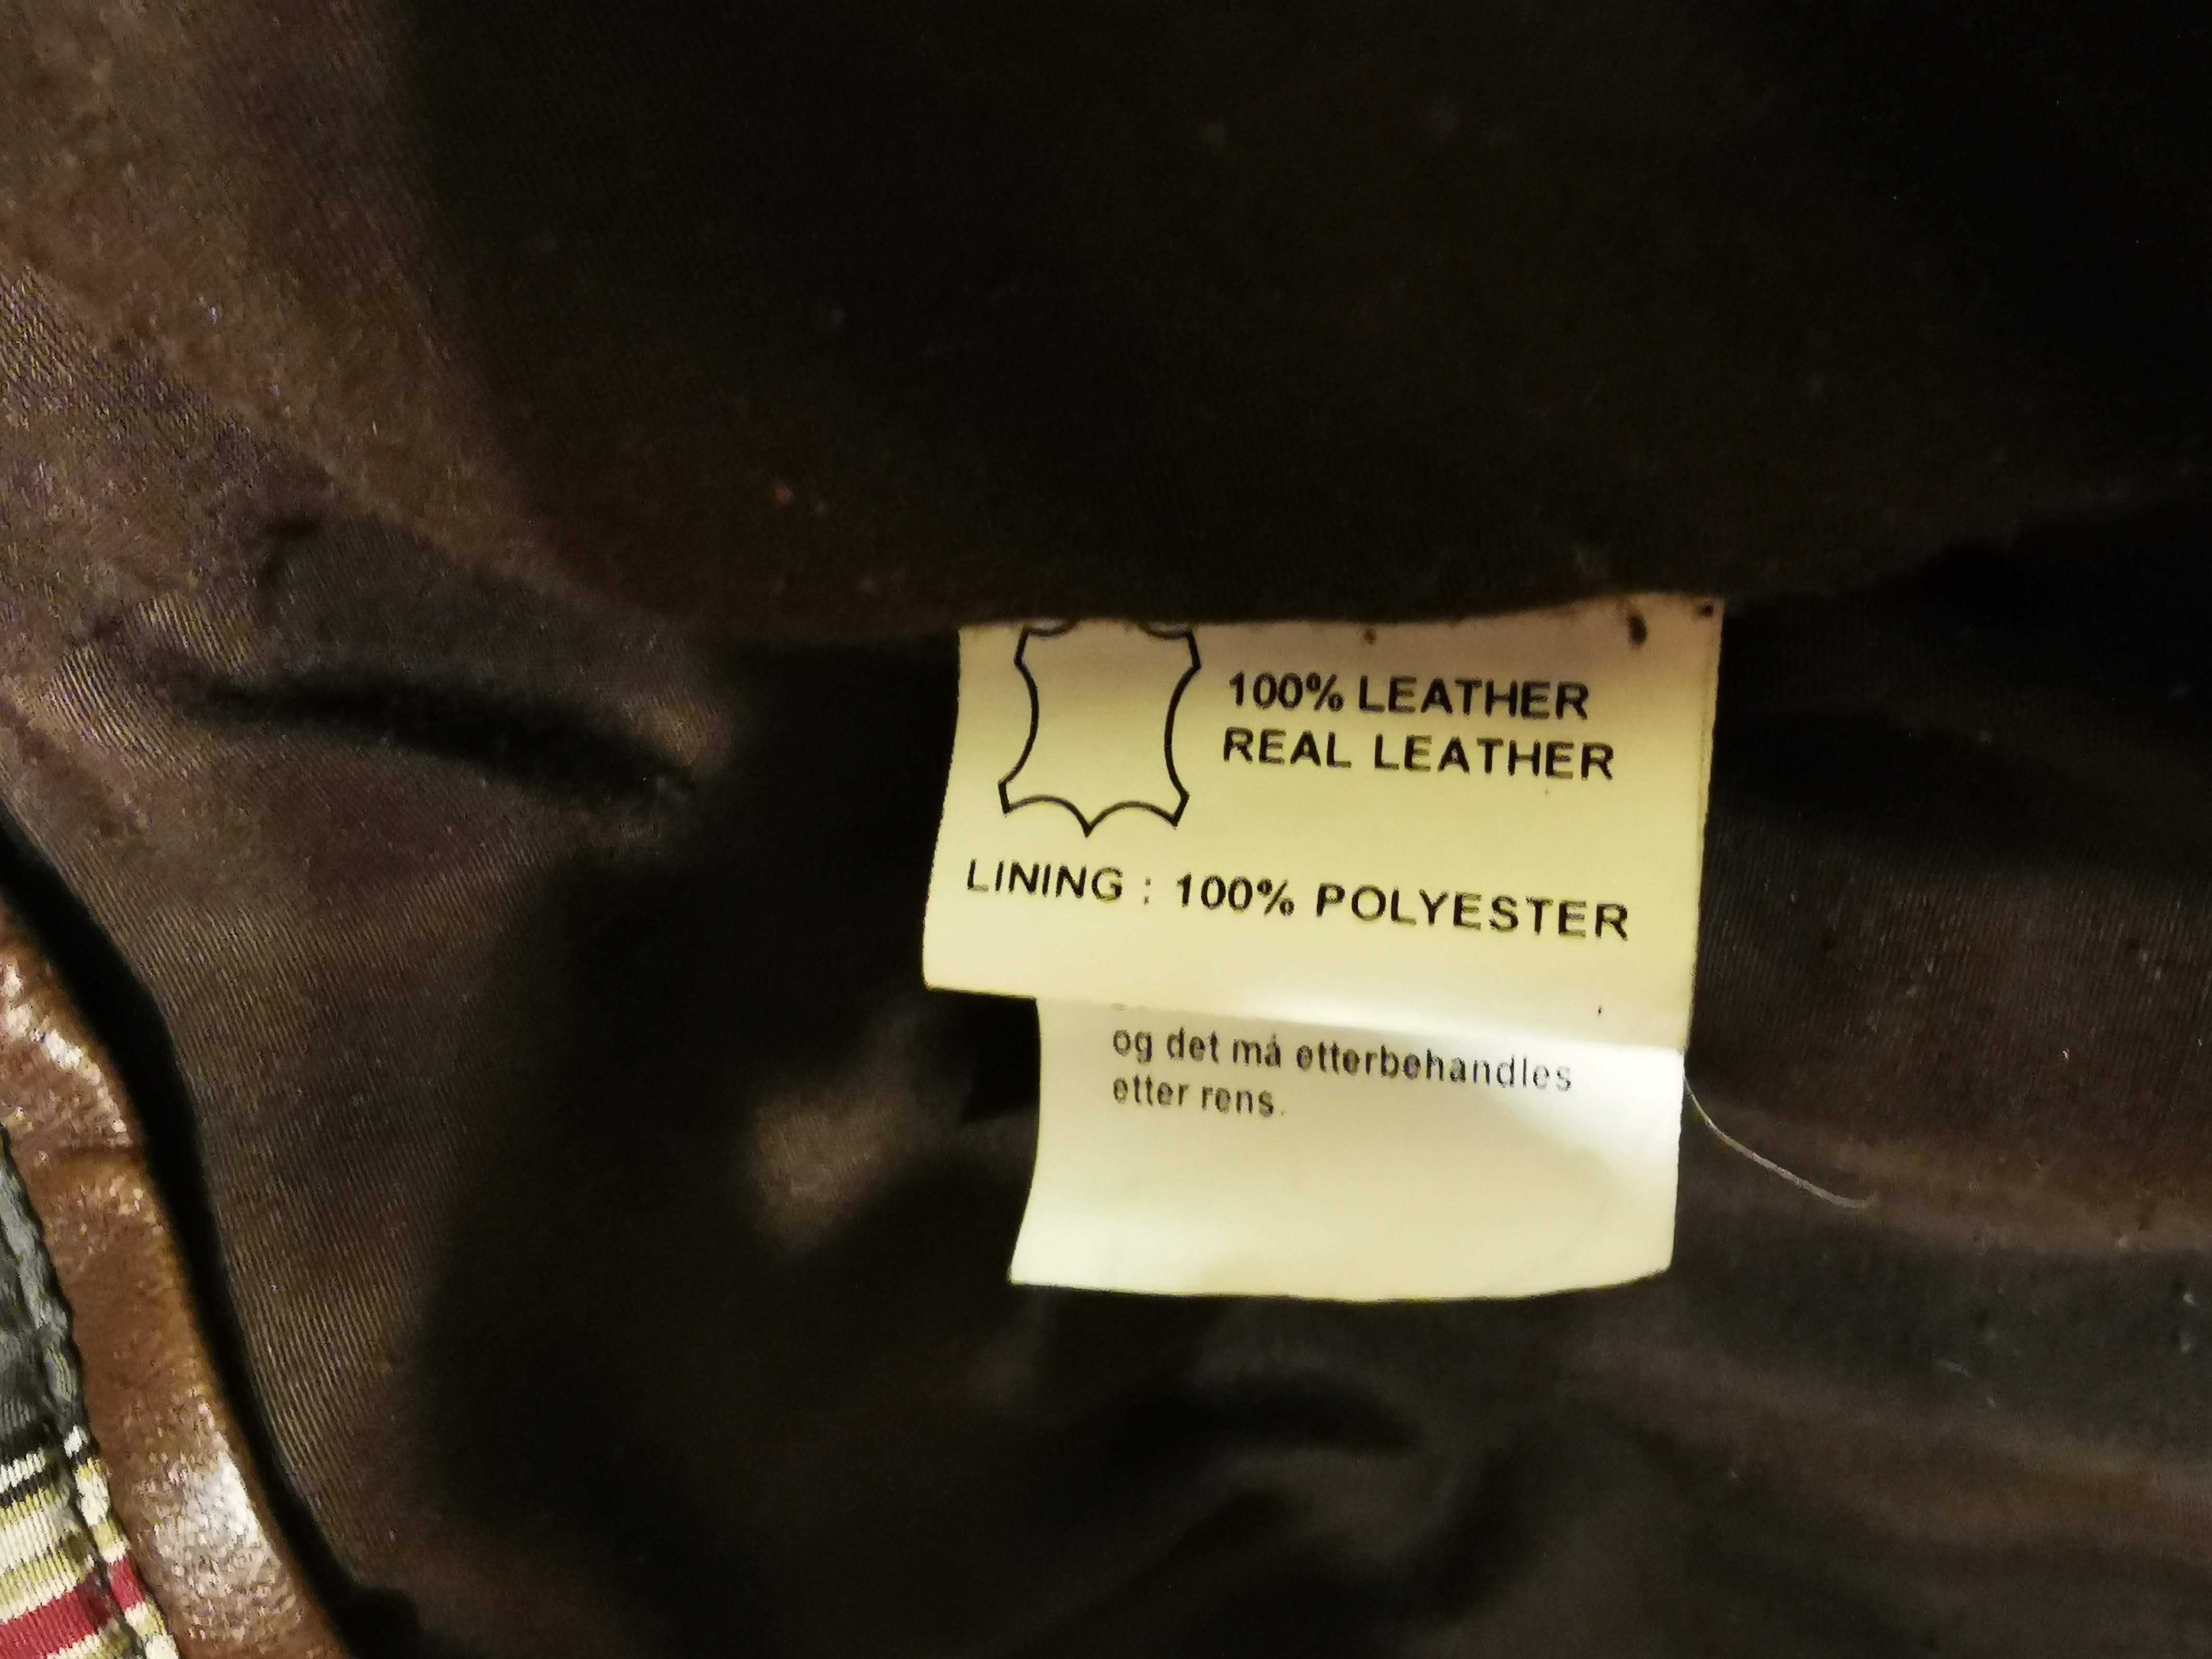 100% LEATHER
REAL LEATHER
LINING : 100% POLYESTER
og det må etterbehandles
etter rens.